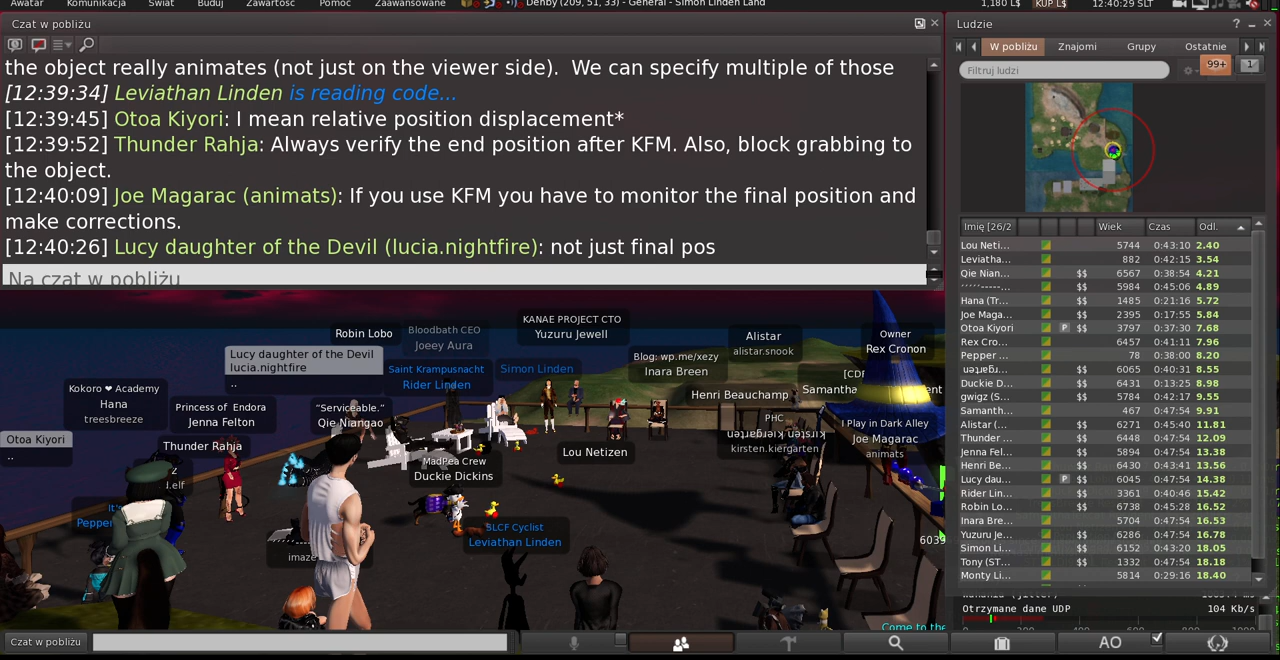 Awatar Komunikacja Świat Buduj Zawartość Pomoc Zaawansowane Denby (209, 51, 33) - General - Simon Linden Land 1,180 L$ KUP L$ 12:40:29 SLT
Czat w pobliżu
the object really animates (not just on the viewer side).  We can specify multiple of those
[12:39:34] Leviathan Linden is reading code...
[12:39:45] Otoa Kiyori: I mean relative position displacement*
[12:39:52] Thunder Rahja: Always verify the end position after KFM. Also, block grabbing to
the object.
[12:40:09] Joe Magarac (animats): If you use KFM you have to monitor the final position and
make corrections.
[12:40:26] Lucy daughter of the Devil (lucia.nightfire): not just final pos
Na czat w pobliżu
KANAE PROJECT CTO
Yuzuru Jewell
Bloodbath CEO
Joeey Aura
Robin Lobo
Alistar
alistar.snook
Owner
Rex Cronon
Lucy daughter of the Devil
lucia.nightfire
..
Saint Krampusnacht
Rider Linden
Simon Linden
Blog: wp.me/xezy
Inara Breen
[CDF
Samantha
ent
Henri Beauchamp
Kokoro ❤ Academy
Hana
treesbreeze
Princess of Endora
Jenna Felton
"Serviceable."
Qie Niangao
PHC
kirsten.kiergarten
I Play in Dark Alley
Joe Magarac
animats
Otoa Kiyori
..
Thunder Rahja
Lou Netizen
MadPea Crew
Duckie Dickins
z
l.elf
It's
Pepper
SLCF Cyclist
Leviathan Linden
imaze
6039
Come to the
Czat w pobliżu
AO
Ludzie
W pobliżu Znajomi Grupy Ostatnie
Filtruj ludzi 99+ 1
Imię [26/2 Wiek Czas Odl.
Lou Neti... 5744 0:43:10 2.40
Leviatha... 882 0:42:15 3.54
Qie Nian... $$ 6567 0:38:54 4.21
$$ 5984 0:45:06 4.89
Hana (Tr... $$ 1485 0:21:16 5.72
Joe Maga... $$ 2395 0:17:55 5.84
Otoa Kiyori P $$ 3797 0:37:30 7.68
Rex Cro... 6457 0:41:11 7.96
Pepper ... 78 0:38:00 8.20
$$ 6065 0:40:31 8.55
Duckie D... $$ 6431 0:13:25 8.98
gwigz (S... $$ 5784 0:42:17 9.55
Samanth... 467 0:47:54 9.91
Alistar (... $$ 6271 0:45:40 11.81
Thunder ... $$ 6448 0:47:54 12.09
Jenna Fel... $$ 5894 0:47:54 13.38
Henri Be... $$ 6430 0:43:41 13.56
Lucy dau... P $$ 6045 0:47:54 14.38
Rider Lin... $$ 3361 0:40:46 15.42
Robin Lo... $$ 6738 0:45:28 16.52
Inara Bre... 5704 0:47:54 16.53
Yuzuru Je... $$ 6286 0:47:54 16.78
Simon Li... $$ 6152 0:43:20 18.05
Tony (ST... $$ 1332 0:47:54 18.18
Monty Li... 5814 0:29:16 18.40
Otrzymane dane UDP 104 Kb/s